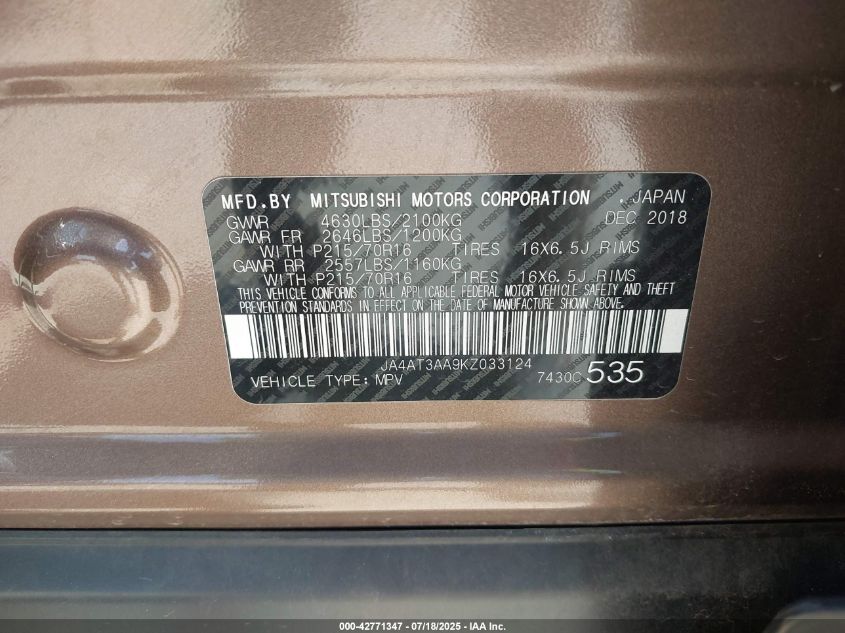 MFD.BY MITSUBISHI MOTORS CORPORATION , JAPAN
GVWR 4630LBS/2100KG DEC 2018
GAWR FR 2646LBS/1200KG
WITH P215/70R16 TIRES 16X6.5J RIMS
GAWR RR 2557LBS/1160KG
WITH P215/70R16 TIRES 16X6.5J RIMS
THIS VEHICLE CONFORMS TO ALL APPLICABLE FEDERAL MOTOR VEHICLE SAFETY AND THEFT
PREVENTION STANDARDS IN EFFECT ON THE DATE OF MANUFACTURE SHOWN ABOVE.
JA4AT3AA9KZ033124
VEHICLE TYPE:MPV 7430C535
000-42771347 - 07/18/2025 - IAA Inc.